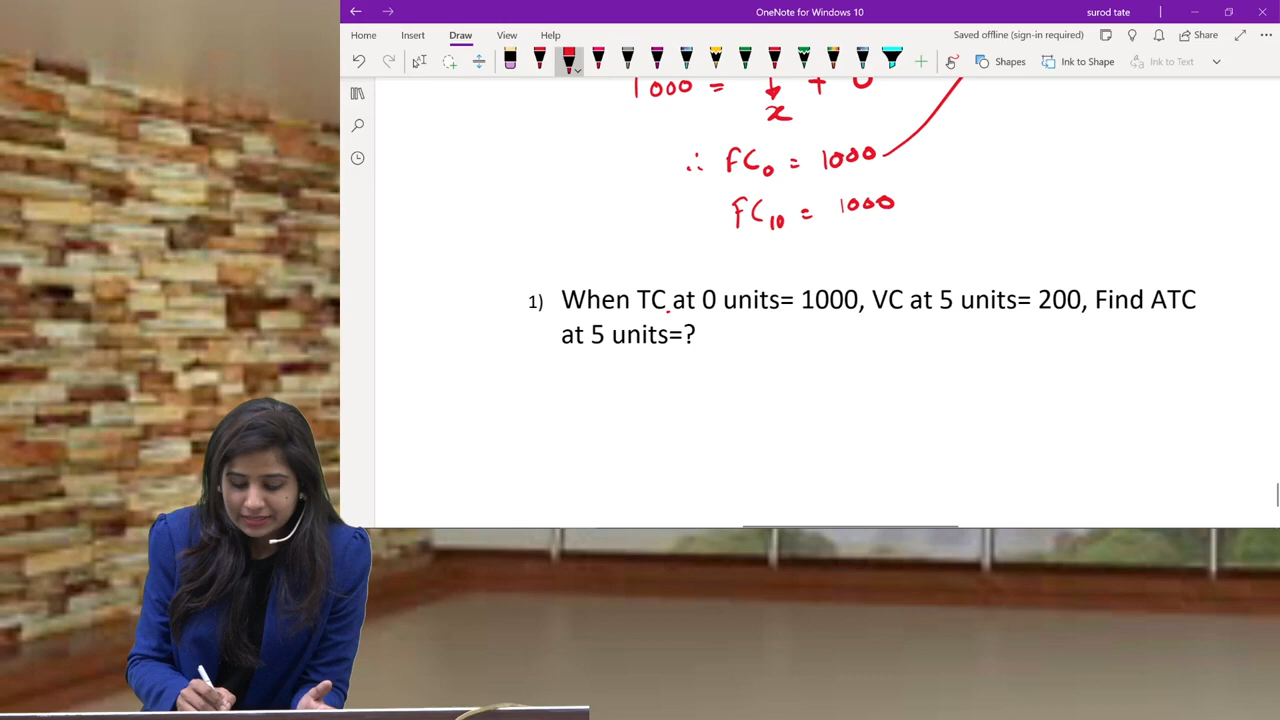 OneNote for Windows 10
surod tate
Home Insert Draw View Help
Saved offline (sign-in required)
Share
Shapes
Ink to Shape
Ink to Text
1000 = + 0
x
∴ FC₀ = 1000
FC₁₀ = 1000
1) When TC at 0 units= 1000, VC at 5 units= 200, Find ATC
at 5 units=?